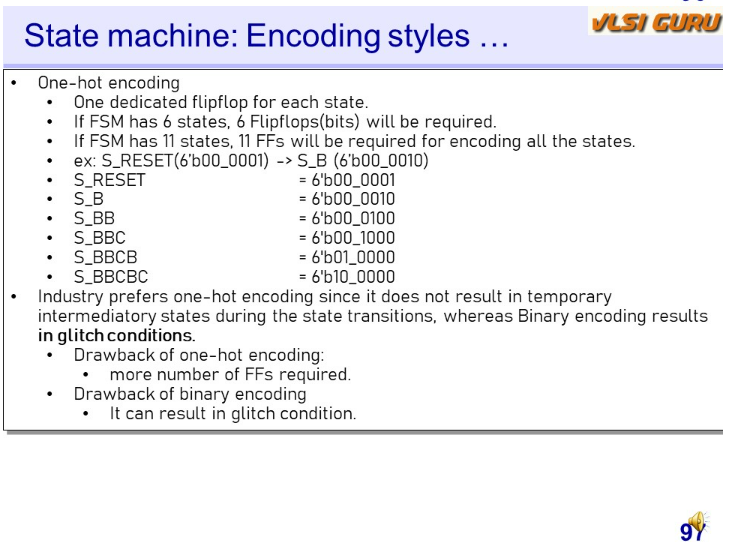 VLSI GURU
State machine: Encoding styles …
• One-hot encoding
• One dedicated flipflop for each state.
• If FSM has 6 states, 6 Flipflops(bits) will be required.
• If FSM has 11 states, 11 FFs will be required for encoding all the states.
• ex: S_RESET(6'b00_0001) -> S_B (6'b00_0010)
• S_RESET = 6'b00_0001
• S_B = 6'b00_0010
• S_BB = 6'b00_0100
• S_BBC = 6'b00_1000
• S_BBCB = 6'b01_0000
• S_BBCBC = 6'b10_0000
• Industry prefers one-hot encoding since it does not result in temporary
intermediatory states during the state transitions, whereas Binary encoding results
in glitch conditions.
• Drawback of one-hot encoding:
• more number of FFs required.
• Drawback of binary encoding
• It can result in glitch condition.
97